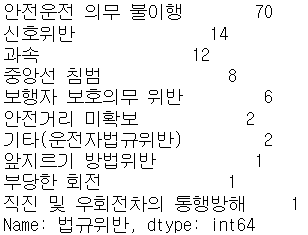 안전운전 의무 불이행 70
신호위반 14
과속 12
중앙선 침범 8
보행자 보호의무 위반 6
안전거리 미확보 2
기타(운전자법규위반) 2
앞지르기 방법위반 1
부당한 회전 1
직진 및 우회전차의 통행방해 1
Name: 법규위반, dtype: int64